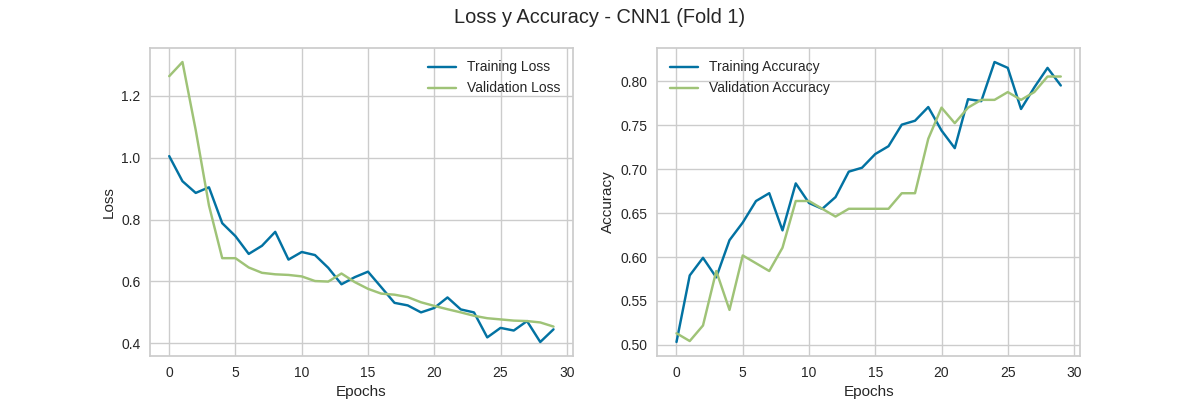 Loss y Accuracy - CNN1 (Fold 1)
Training Loss
Validation Loss
1.2
1.0
0.8
0.6
0.4
Loss
0
5
10
15
20
25
30
Epochs
Training Accuracy
Validation Accuracy
0.80
0.75
0.70
0.65
0.60
0.55
0.50
Accuracy
0
5
10
15
20
25
30
Epochs